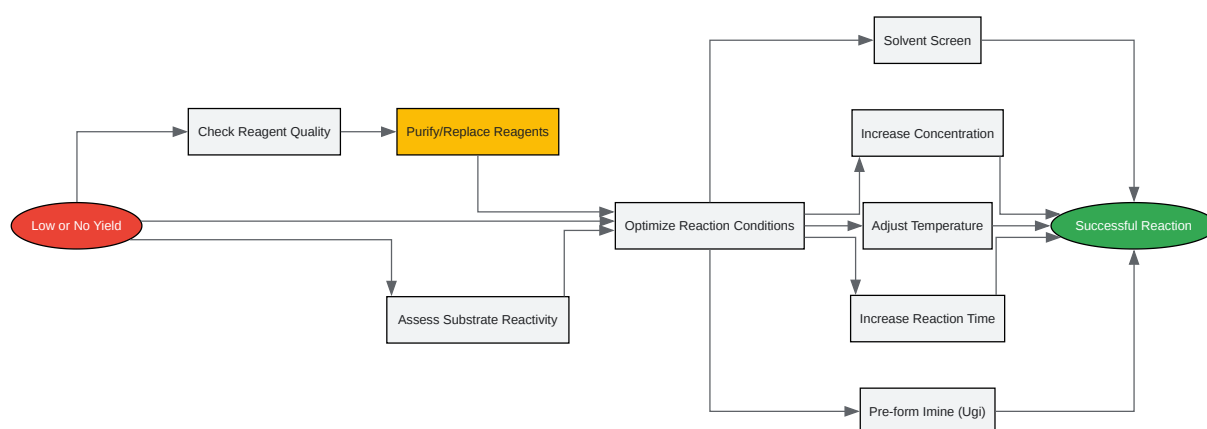 Low or No Yield
Check Reagent Quality
Purify/Replace Reagents
Assess Substrate Reactivity
Optimize Reaction Conditions
Solvent Screen
Increase Concentration
Adjust Temperature
Increase Reaction Time
Pre-form Imine (Ugi)
Successful Reaction